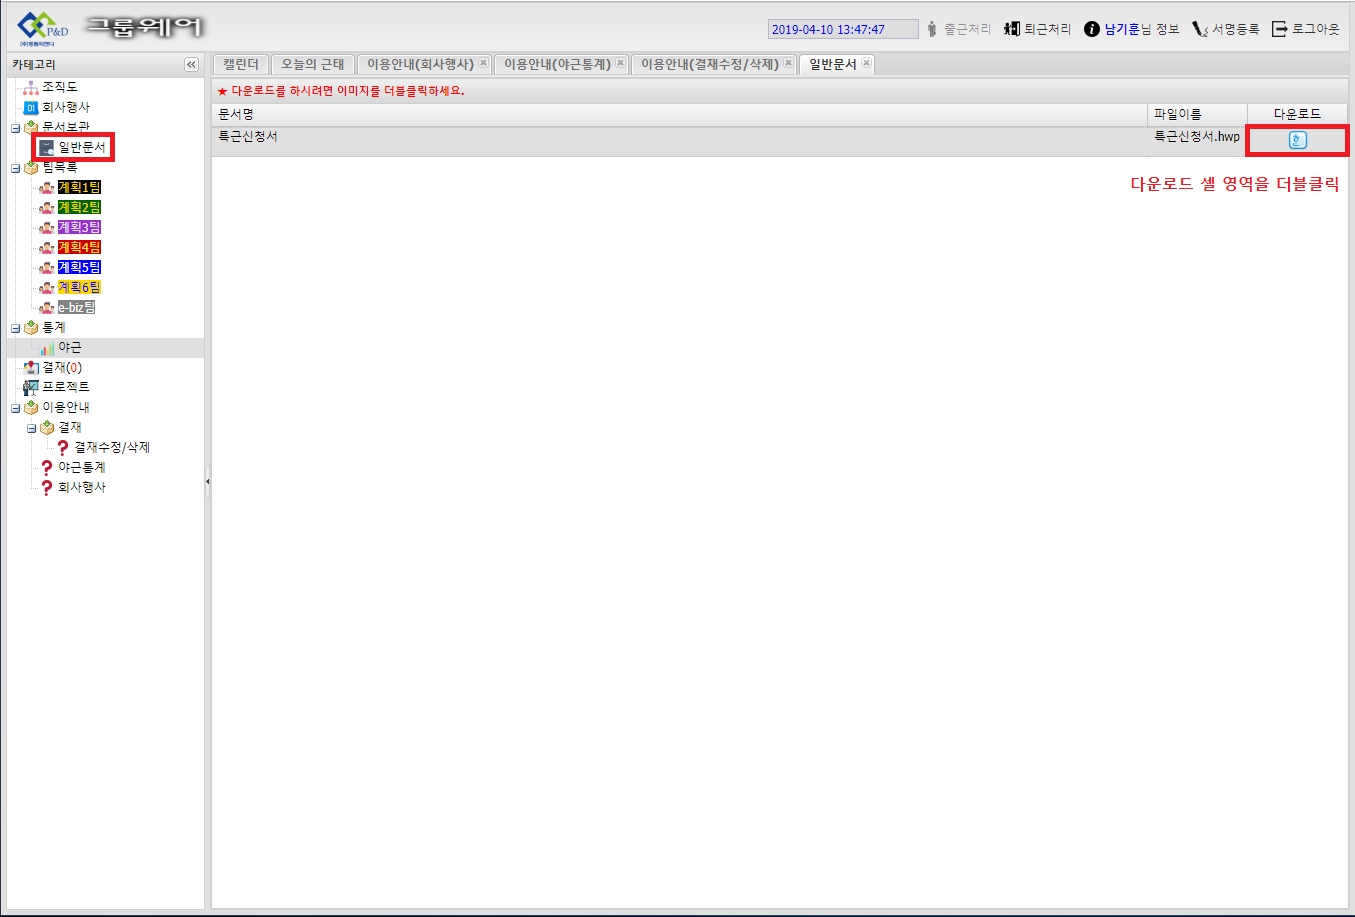 P&D
그룹웨어
2019-04-10 13:47:47
출근처리
퇴근처리
남기훈님 정보
서명등록
로그아웃
카테고리
조직도
01
회사행사
문서보관
일반문서
팀목록
계획1팀
계획2팀
계획3팀
계획4팀
계획5팀
계획6팀
e-biz팀
통계
야근
결재(0)
프로젝트
이용안내
결재
결재수정/삭제
야근통계
회사행사
캘린더
오늘의 근태
이용안내(회사행사)
이용안내(야근통계)
이용안내(결재수정/삭제)
일반문서
★ 다운로드를 하시려면 이미지를 더블클릭하세요.
문서명 파일이름 다운로드
특근신청서 특근신청서.hwp
다운로드 셀 영역을 더블클릭